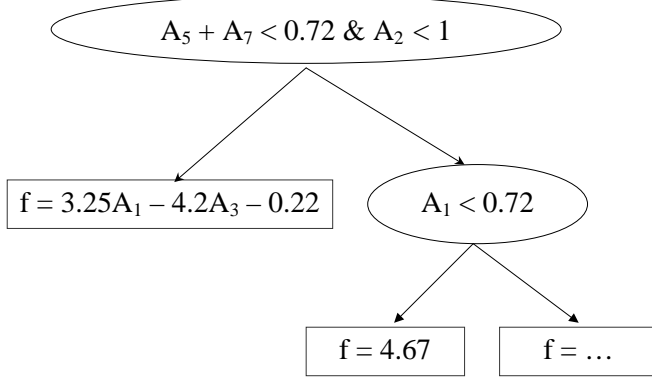 A₅ + A₇ < 0.72 & A₂ < 1
f = 3.25A₁ – 4.2A₃ – 0.22
A₁ < 0.72
f = 4.67
f = …